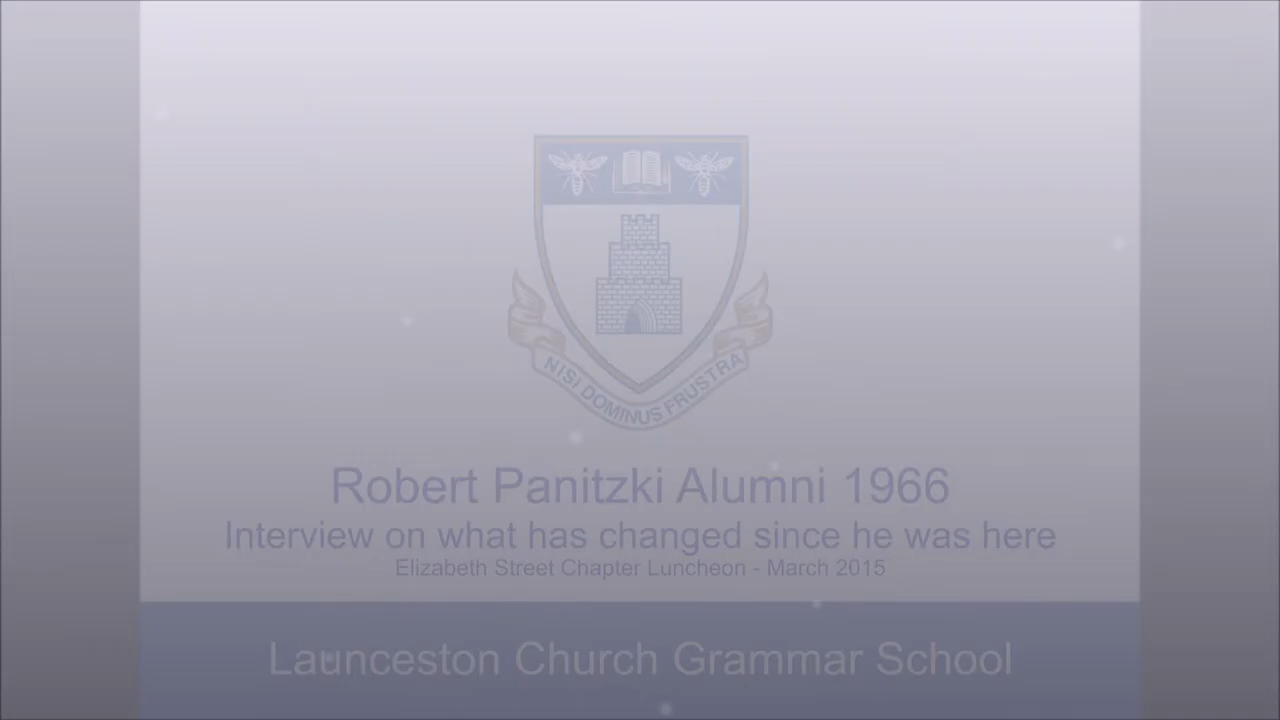 NISI DOMINUS FRUSTRA
Robert Panitzki Alumni 1966
Interview on what has changed since he was here
Elizabeth Street Chapter Luncheon - March 2015
Launceston Church Grammar School